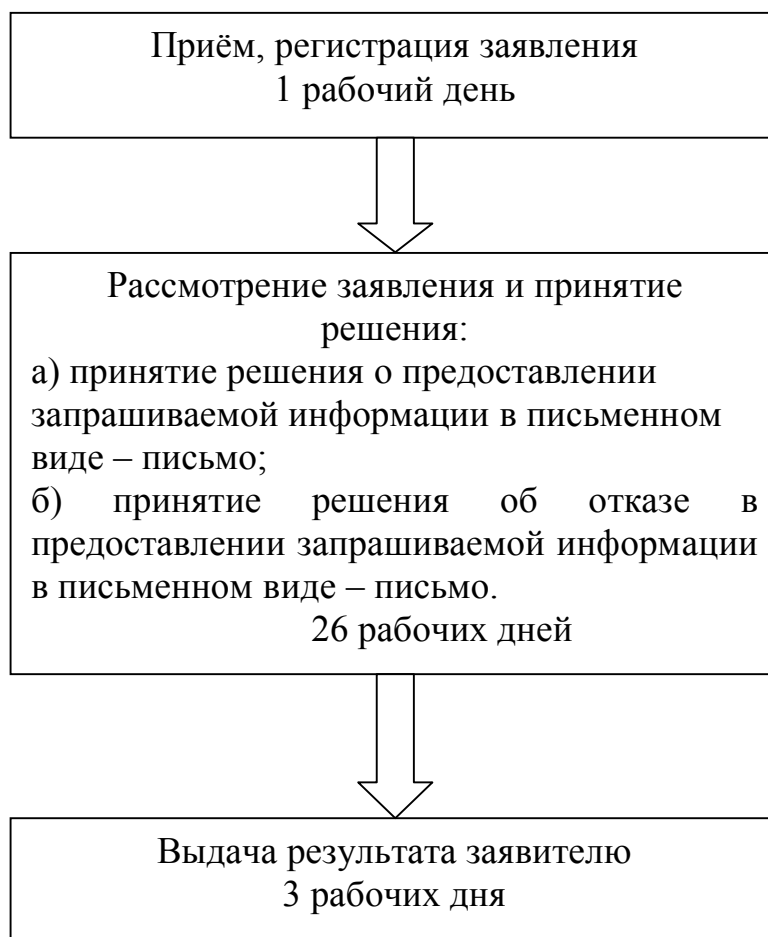 Приём, регистрация заявления
1 рабочий день
Рассмотрение заявления и принятие
решения:
а) принятие решения о предоставлении
запрашиваемой информации в письменном
виде – письмо;
б) принятие решения об отказе в
предоставлении запрашиваемой информации
в письменном виде – письмо.
26 рабочих дней
Выдача результата заявителю
3 рабочих дня